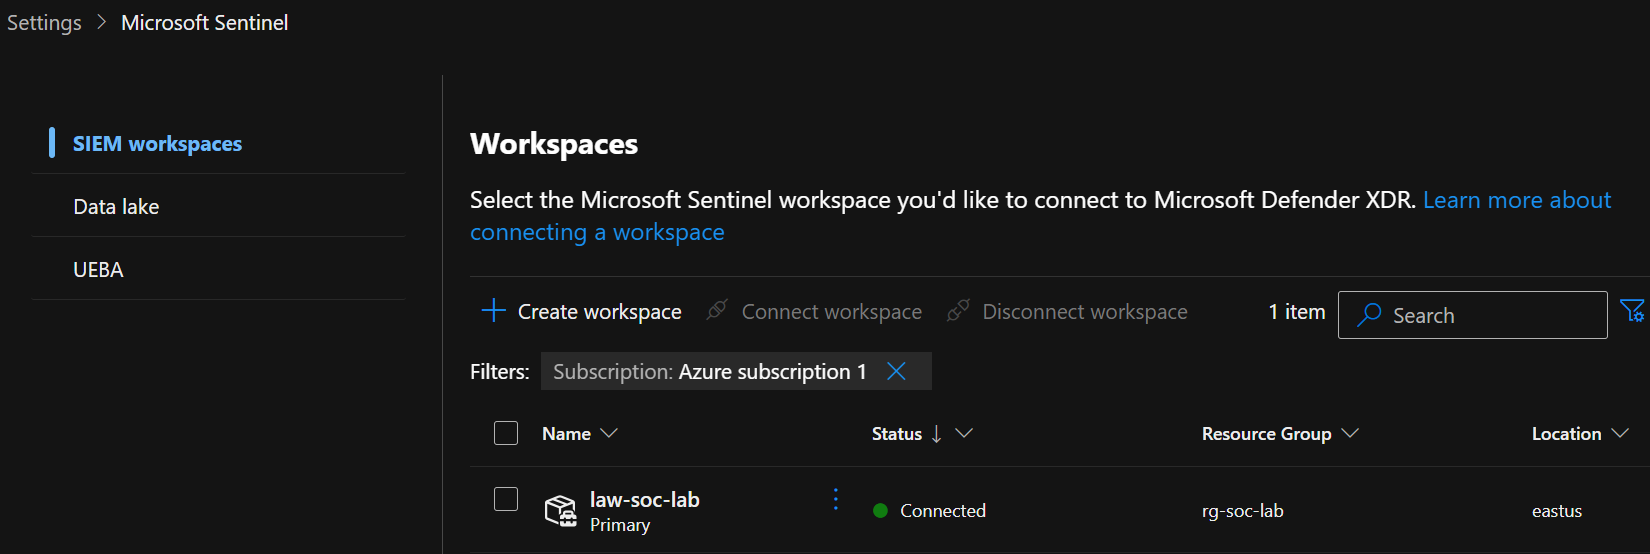 Settings > Microsoft Sentinel
SIEM workspaces
Data lake
UEBA
Workspaces
Select the Microsoft Sentinel workspace you'd like to connect to Microsoft Defender XDR. Learn more about
connecting a workspace
Create workspace Connect workspace Disconnect workspace 1 item Search
Filters: Subscription: Azure subscription 1
Name Status Resource Group Location
law-soc-lab
Primary
Connected rg-soc-lab eastus